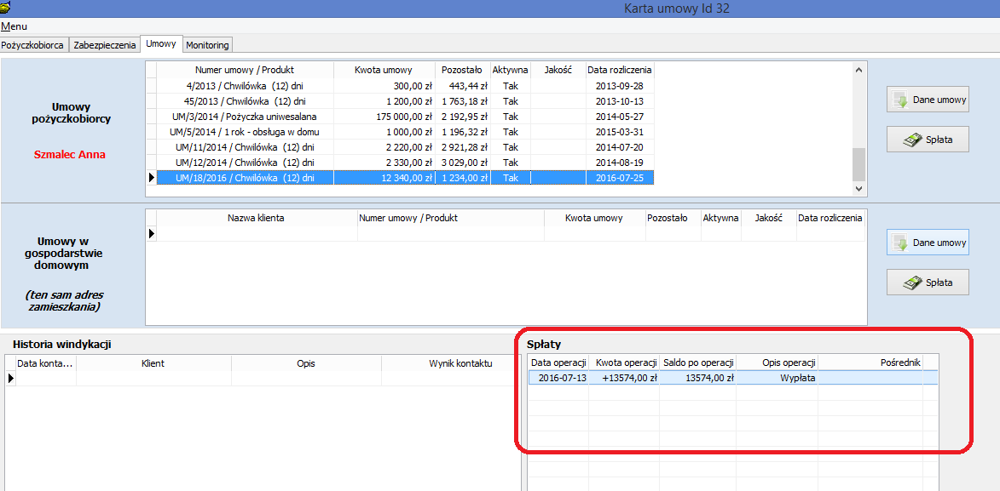 Karta umowy Id 32
Menu
Pożyczkobiorca Zabezpieczenia Umowy Monitoring
Umowy pożyczkobiorcy
Szmalec Anna
Numer umowy / Produkt Kwota umowy Pozostało Aktywna Jakość Data rozliczenia
4/2013 / Chwilówka (12) dni 300,00 zł 443,44 zł Tak 2013-09-28
45/2013 / Chwilówka (12) dni 1 200,00 zł 1 763,18 zł Tak 2013-10-13
UM/3/2014 / Pożyczka uniwesalana 175 000,00 zł 2 192,95 zł Tak 2014-05-27
UM/5/2014 / 1 rok - obsługa w domu 1 000,00 zł 1 196,32 zł Tak 2015-03-31
UM/11/2014 / Chwilówka (12) dni 2 220,00 zł 2 921,28 zł Tak 2014-07-20
UM/12/2014 / Chwilówka (12) dni 2 330,00 zł 3 029,00 zł Tak 2014-08-19
UM/18/2016 / Chwilówka (12) dni 12 340,00 zł 1 234,00 zł Tak 2016-07-25
Dane umowy
Spłata
Umowy w
gospodarstwie
domowym
(ten sam adres
zamieszkania)
Nazwa klienta Numer umowy / Produkt Kwota umowy Pozostało Aktywna Jakość Data rozliczenia
Dane umowy
Spłata
Historia windykacji
Data konta... Klient Opis Wynik kontaktu
Spłaty
Data operacji Kwota operacji Saldo po operacji Opis operacji Pośrednik
2016-07-13 +13574,00 zł 13574,00 zł Wypłata